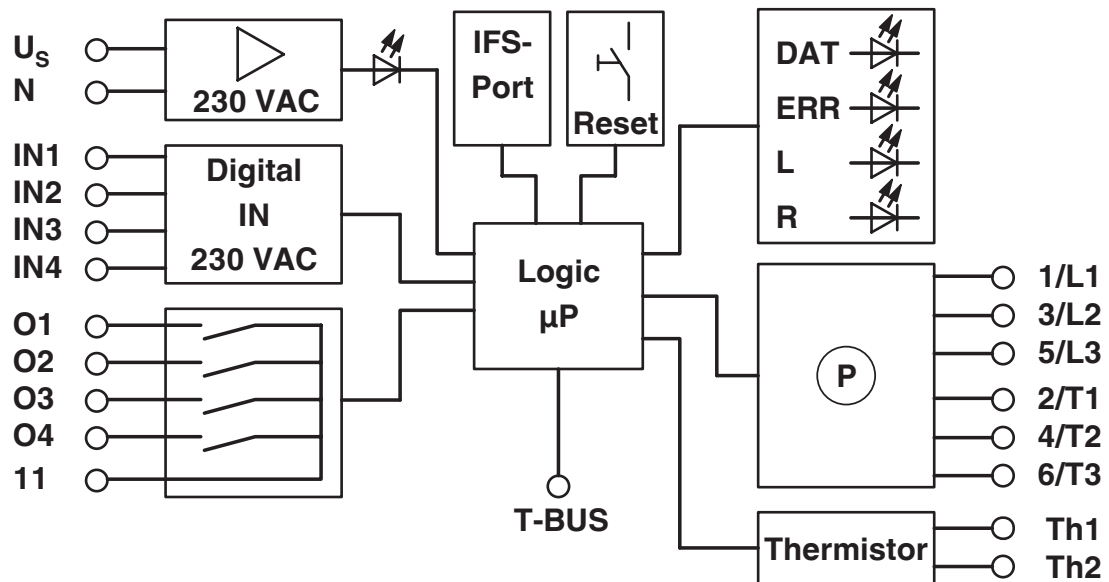 U_S
N
230 VAC
IN1
IN2
IN3
IN4
Digital
IN
230 VAC
O1
O2
O3
O4
11
IFS-
Port
Reset
Logic
µP
T-BUS
DAT
ERR
L
R
P
1/L1
3/L2
5/L3
2/T1
4/T2
6/T3
Thermistor
Th1
Th2